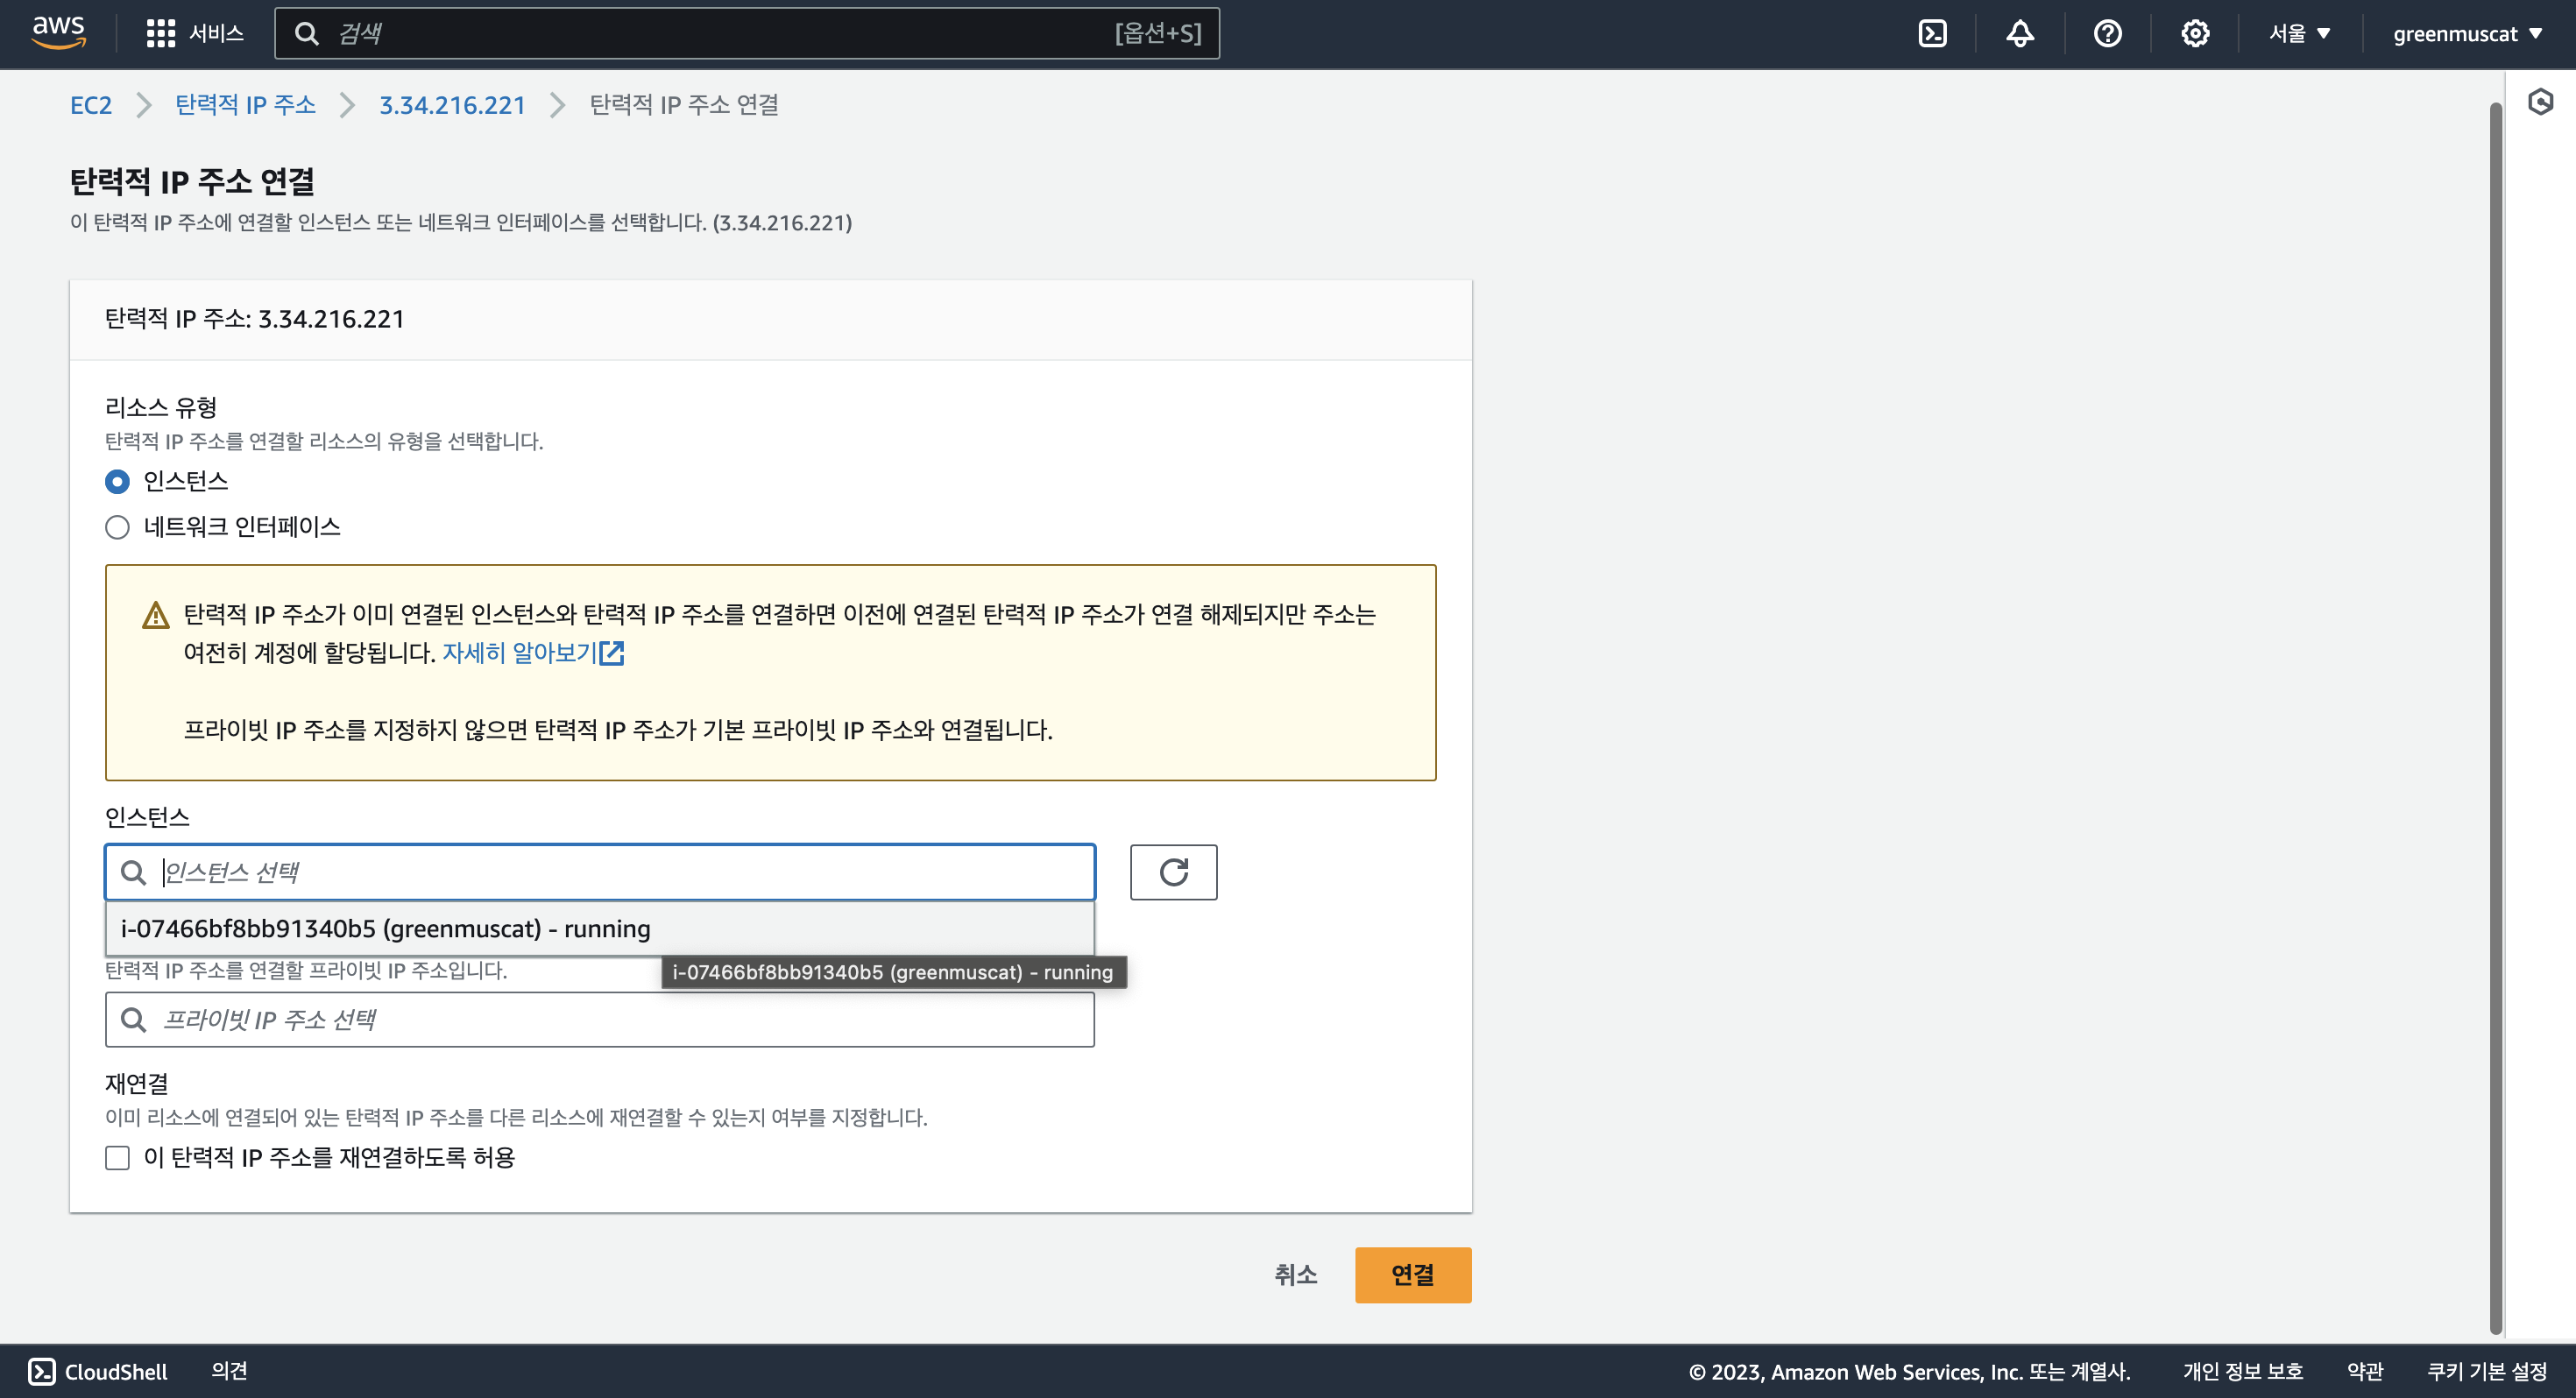 aws 서비스 검색 [옵션+S] 서울 ▼ greenmuscat ▼
EC2 > 탄력적 IP 주소 > 3.34.216.221 > 탄력적 IP 주소 연결
탄력적 IP 주소 연결
이 탄력적 IP 주소에 연결할 인스턴스 또는 네트워크 인터페이스를 선택합니다. (3.34.216.221)
탄력적 IP 주소: 3.34.216.221
리소스 유형
탄력적 IP 주소를 연결할 리소스의 유형을 선택합니다.
인스턴스
네트워크 인터페이스
탄력적 IP 주소가 이미 연결된 인스턴스와 탄력적 IP 주소를 연결하면 이전에 연결된 탄력적 IP 주소가 연결 해제되지만 주소는
여전히 계정에 할당됩니다. 자세히 알아보기
프라이빗 IP 주소를 지정하지 않으면 탄력적 IP 주소가 기본 프라이빗 IP 주소와 연결됩니다.
인스턴스
인스턴스 선택
i-07466bf8bb91340b5 (greenmuscat) - running
탄력적 IP 주소를 연결할 프라이빗 IP 주소입니다.
i-07466bf8bb91340b5 (greenmuscat) - running
프라이빗 IP 주소 선택
재연결
이미 리소스에 연결되어 있는 탄력적 IP 주소를 다른 리소스에 재연결할 수 있는지 여부를 지정합니다.
이 탄력적 IP 주소를 재연결하도록 허용
취소 연결
CloudShell 의견 © 2023, Amazon Web Services, Inc. 또는 계열사. 개인 정보 보호 약관 쿠키 기본 설정